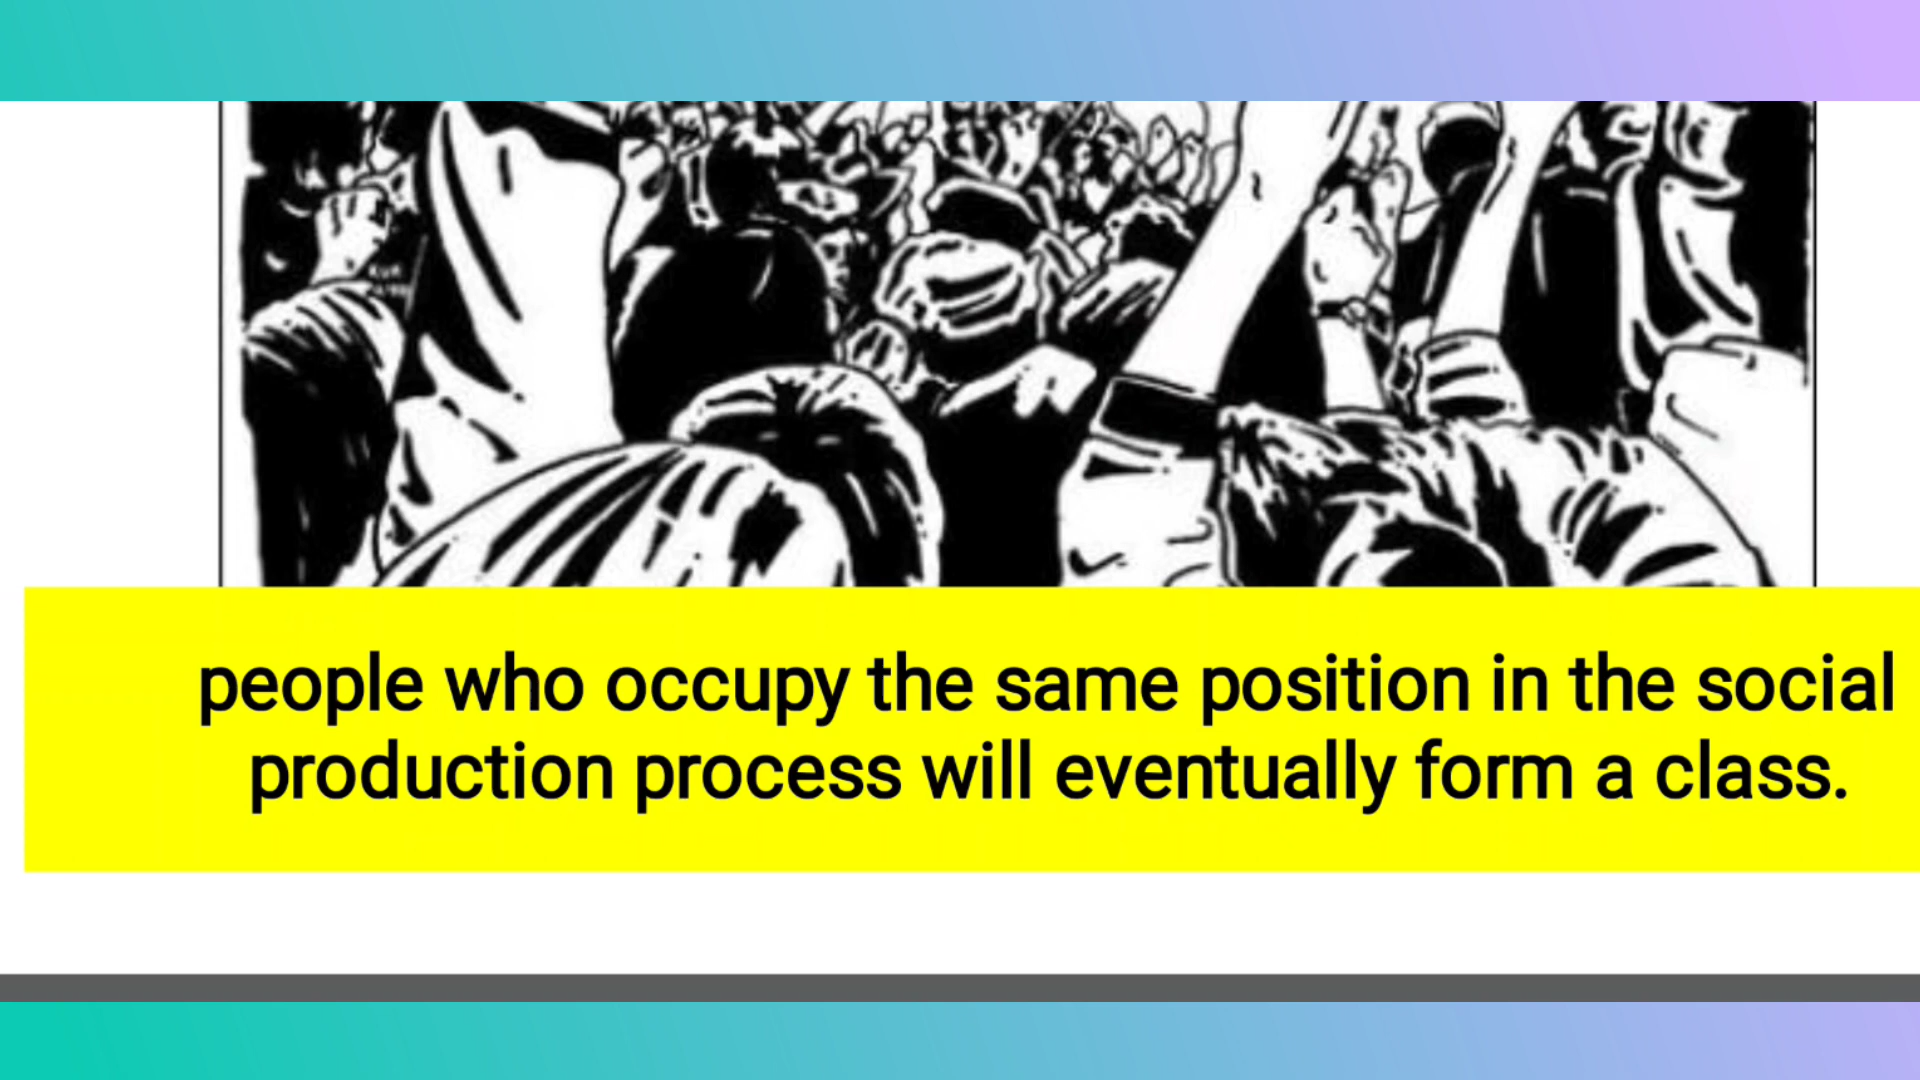 people who occupy the same position in the social
production process will eventually form a class.